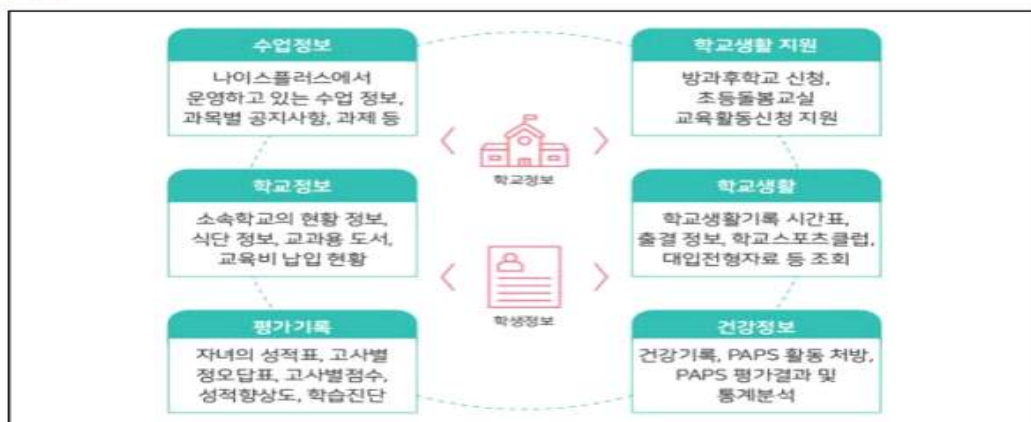 수업정보
나이스플러스에서
운영하고 있는 수업 정보,
과목별 공지사항, 과제 등
학교생활 지원
방과후학교 신청,
초등돌봄교실
교육활동신청 지원
학교정보
학교정보
소속학교의 현황 정보,
식단 정보, 교과용 도서,
교육비 납입 현황
학교생활
학교생활기록 시간표,
출결 정보, 학교스포츠클럽,
대입전형자료 등 조회
학생정보
평가기록
자녀의 성적표, 고사별
정오답표, 고사별점수,
성적향상도, 학습진단
건강정보
건강기록, PAPS 활동 처방,
PAPS 평가결과 및
통계분석